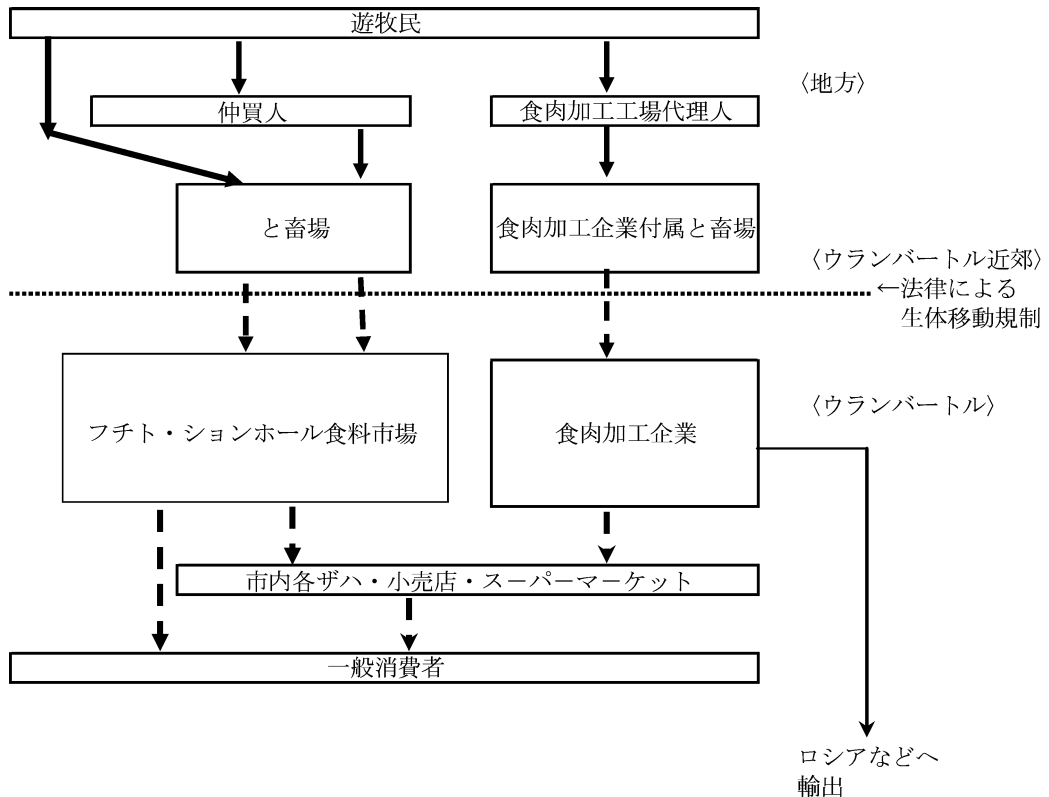 遊牧民
〈地方〉
仲買人
食肉加工工場代理人
と畜場
食肉加工企業付属と畜場
〈ウランバートル近郊〉
←法律による
生体移動規制
〈ウランバートル〉
フチト・ションホール食料市場
食肉加工企業
市内各ザハ・小売店・スーパーマーケット
一般消費者
ロシアなどへ
輸出